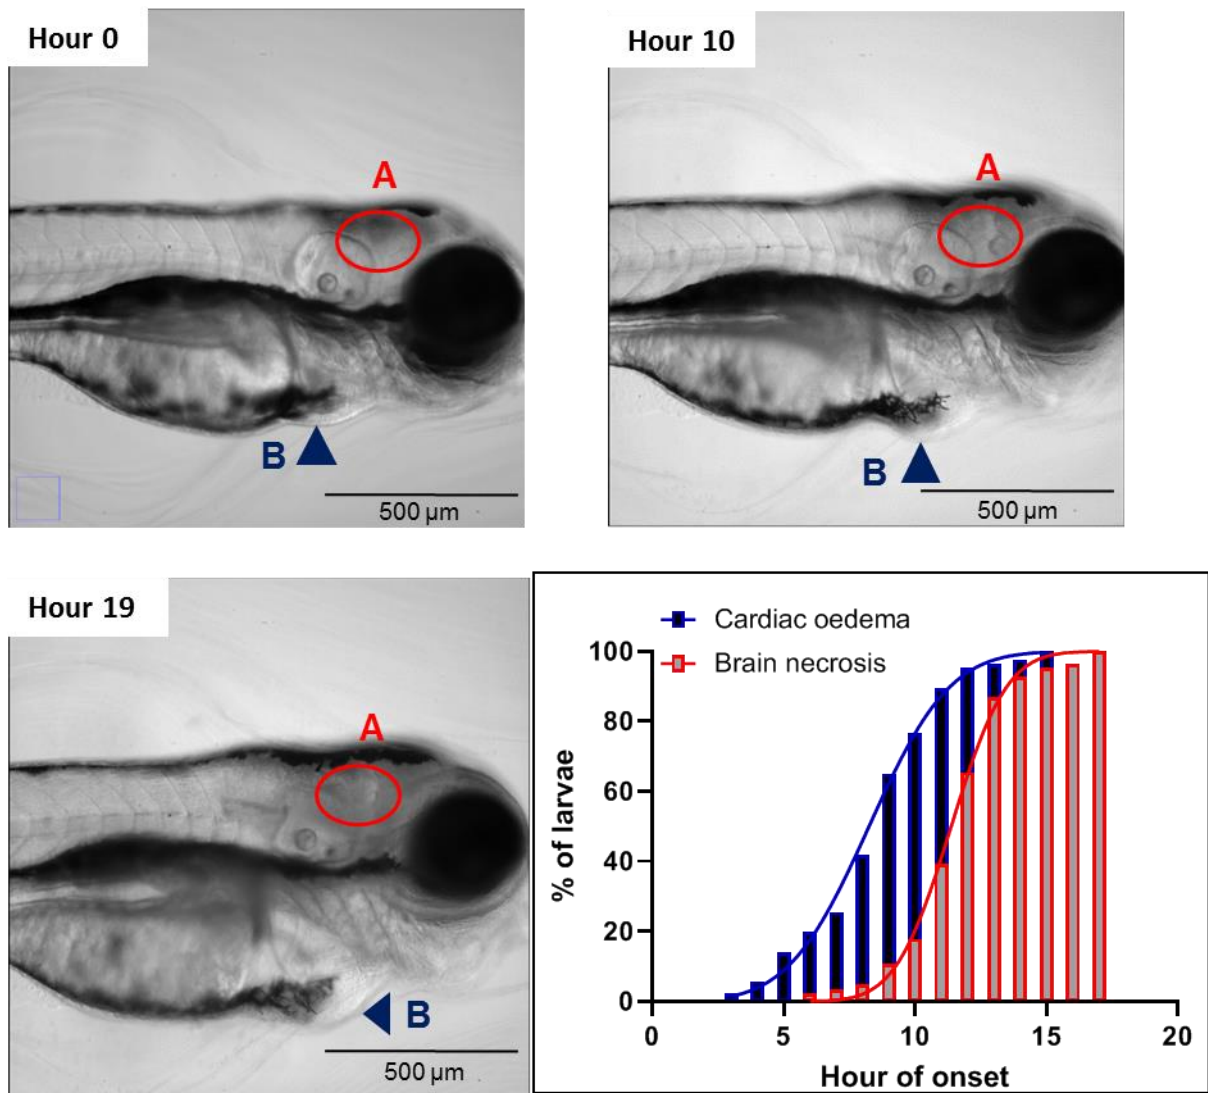 Hour 0
A
B
500 µm
Hour 10
A
B
500 µm
Hour 19
A
B
500 µm
Cardiac oedema
Brain necrosis
% of larvae
100
80
60
40
20
0
0 5 10 15 20
Hour of onset